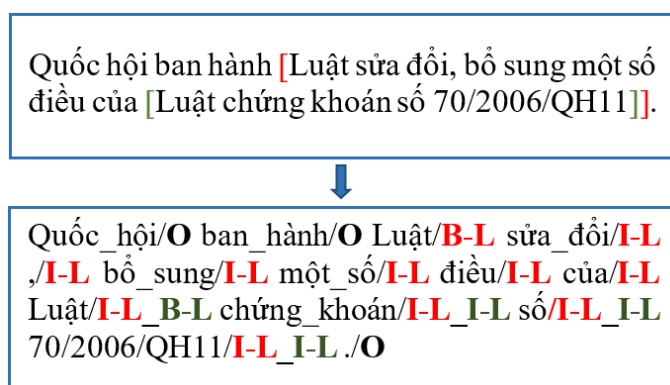 Quốc hội ban hành [Luật sửa đổi, bổ sung một số
điều của [Luật chứng khoán số 70/2006/QH11]].
Quốc_hội/O ban_hành/O Luật/B-L sửa_đổi/I-L
,/I-L bổ_sung/I-L một_số/I-L điều/I-L của/I-L
Luật/I-L_B-L chứng_khoán/I-L_I-L số/I-L_I-L
70/2006/QH11/I-L_I-L ./O